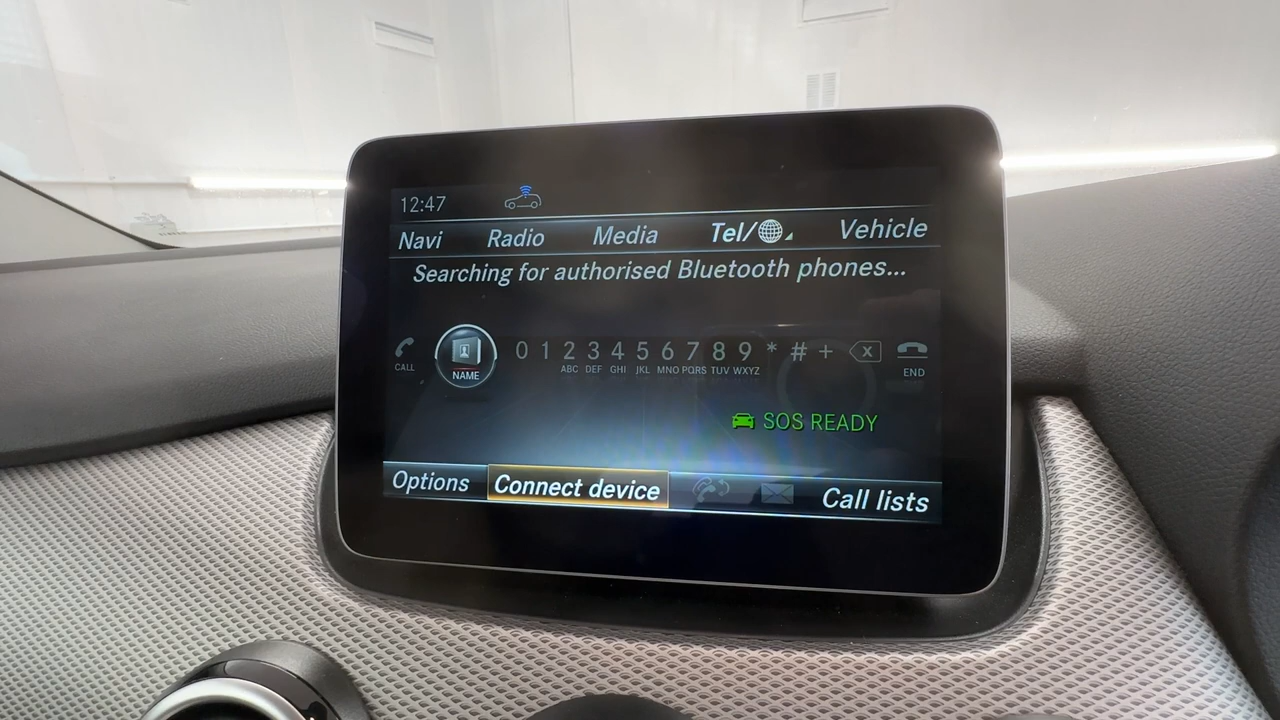 12:47
Navi Radio Media Tel/ Vehicle
Searching for authorised Bluetooth phones...
CALL NAME 0 1 2 ABC 3 DEF 4 GHI 5 JKL 6 MNO 7 PQRS 8 TUV 9 WXYZ * # + X END
SOS READY
Options Connect device Call lists